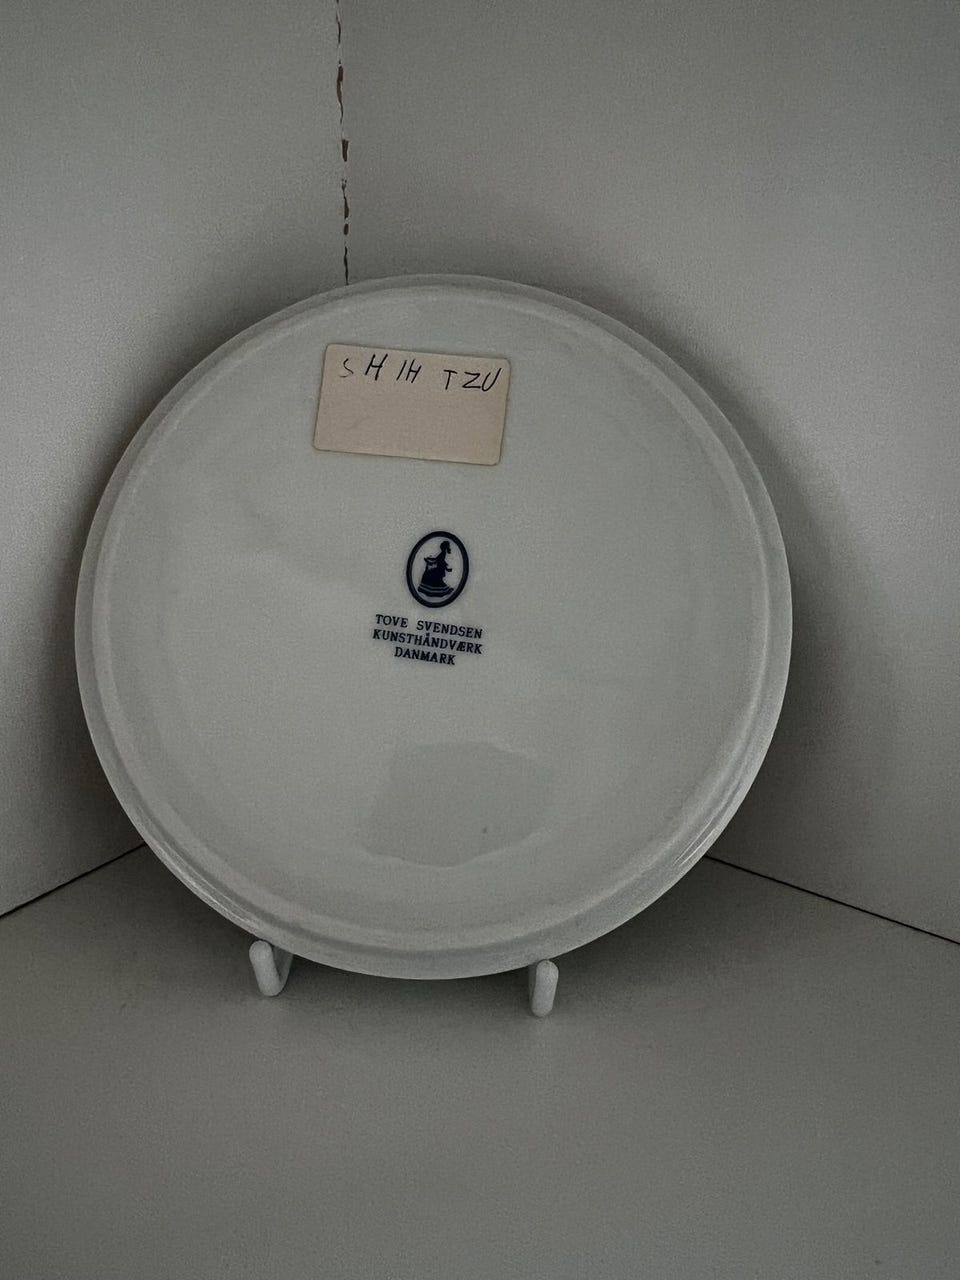 SHIH TZU
TOVE SVENDSEN
KUNSTHÅNDVÆRK
DANMARK